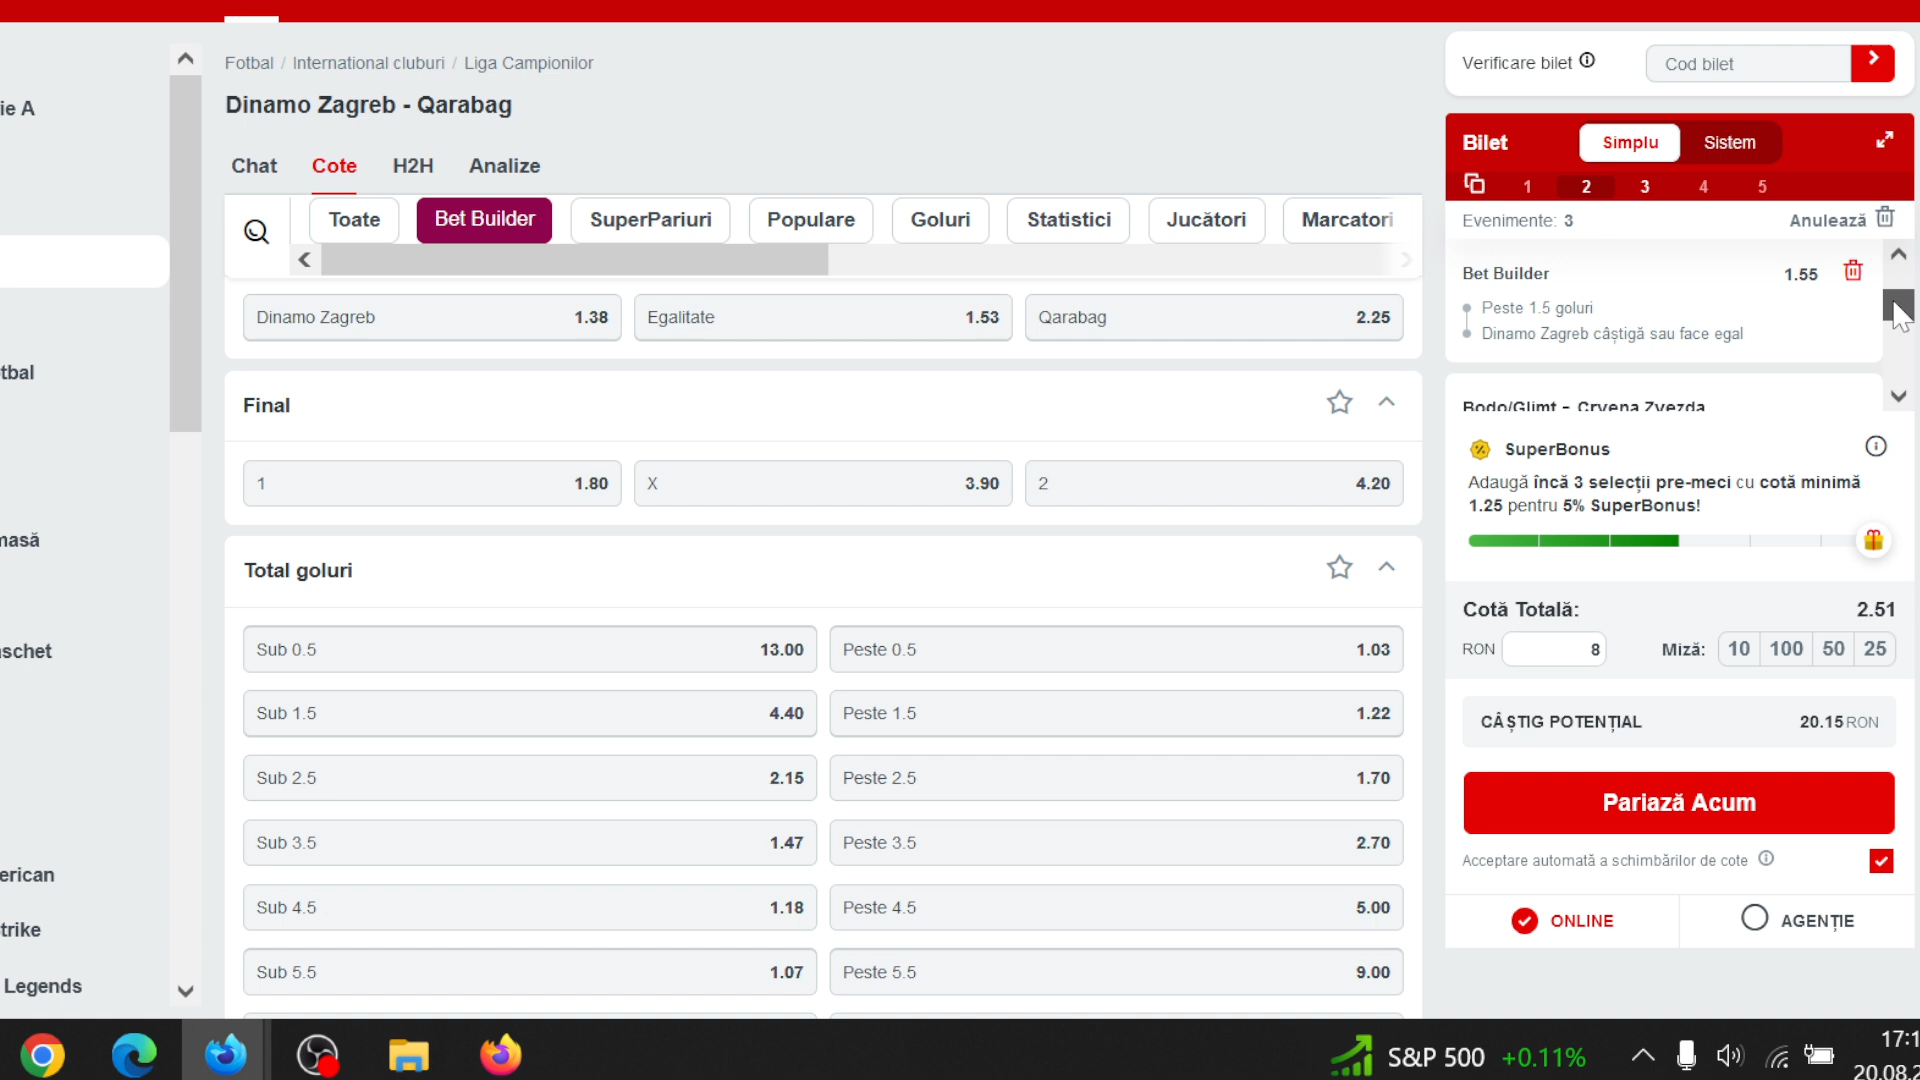 Fotbal / International cluburi / Liga Campionilor
Dinamo Zagreb - Qarabag
Chat Cote H2H Analize
Toate Bet Builder SuperPariuri Populare Goluri Statistici Jucători Marcatori
Dinamo Zagreb 1.38 Egalitate 1.53 Qarabag 2.25
Final
1 1.80 X 3.90 2 4.20
Total goluri
Sub 0.5 13.00 Peste 0.5 1.03
Sub 1.5 4.40 Peste 1.5 1.22
Sub 2.5 2.15 Peste 2.5 1.70
Sub 3.5 1.47 Peste 3.5 2.70
Sub 4.5 1.18 Peste 4.5 5.00
Sub 5.5 1.07 Peste 5.5 9.00
ie A
tbal
masă
schet
erican
trike
Legends
Verificare bilet Cod bilet
Bilet Simplu Sistem
1 2 3 4 5
Evenimente: 3 Anulează
Bet Builder 1.55
Peste 1.5 goluri
Dinamo Zagreb câștigă sau face egal
Bodo/Glimt - Crvena Zvezda
SuperBonus
Adaugă încă 3 selecții pre-meci cu cotă minimă
1.25 pentru 5% SuperBonus!
Cotă Totală: 2.51
RON 8 Miză: 10 100 50 25
CÂȘTIG POTENȚIAL 20.15 RON
Pariază Acum
Acceptare automată a schimbărilor de cote
ONLINE AGENȚIE
S&P 500 +0.11%
17:1
20.08.2